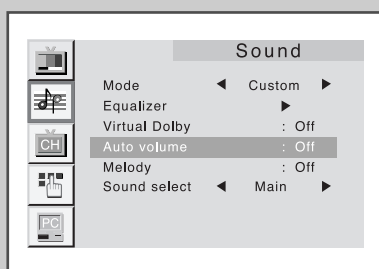 Sound
Mode ◀ Custom ▶
Equalizer ▶
Virtual Dolby : Off
Auto volume : Off
Melody : Off
Sound select ◀ Main ▶
CH
PC